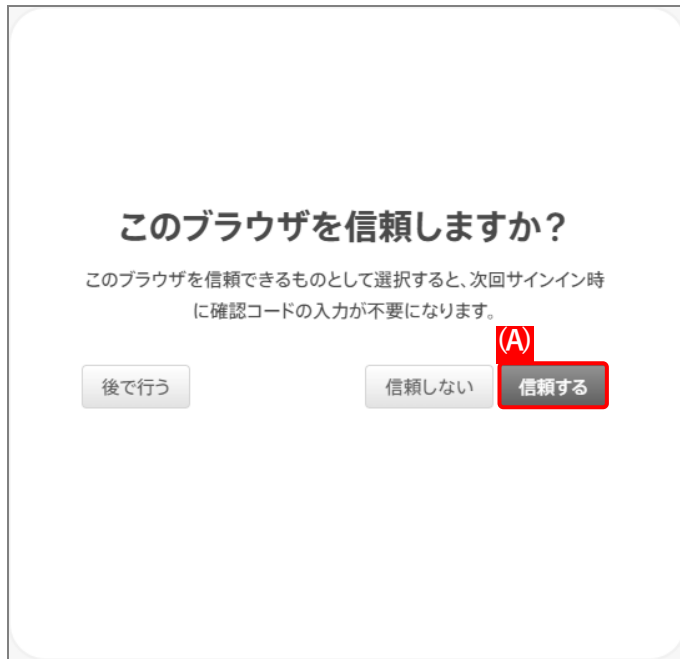 このブラウザを信頼しますか?
このブラウザを信頼できるものとして選択すると、次回サインイン時
に確認コードの入力が不要になります。
(A)
後で行う
信頼しない
信頼する